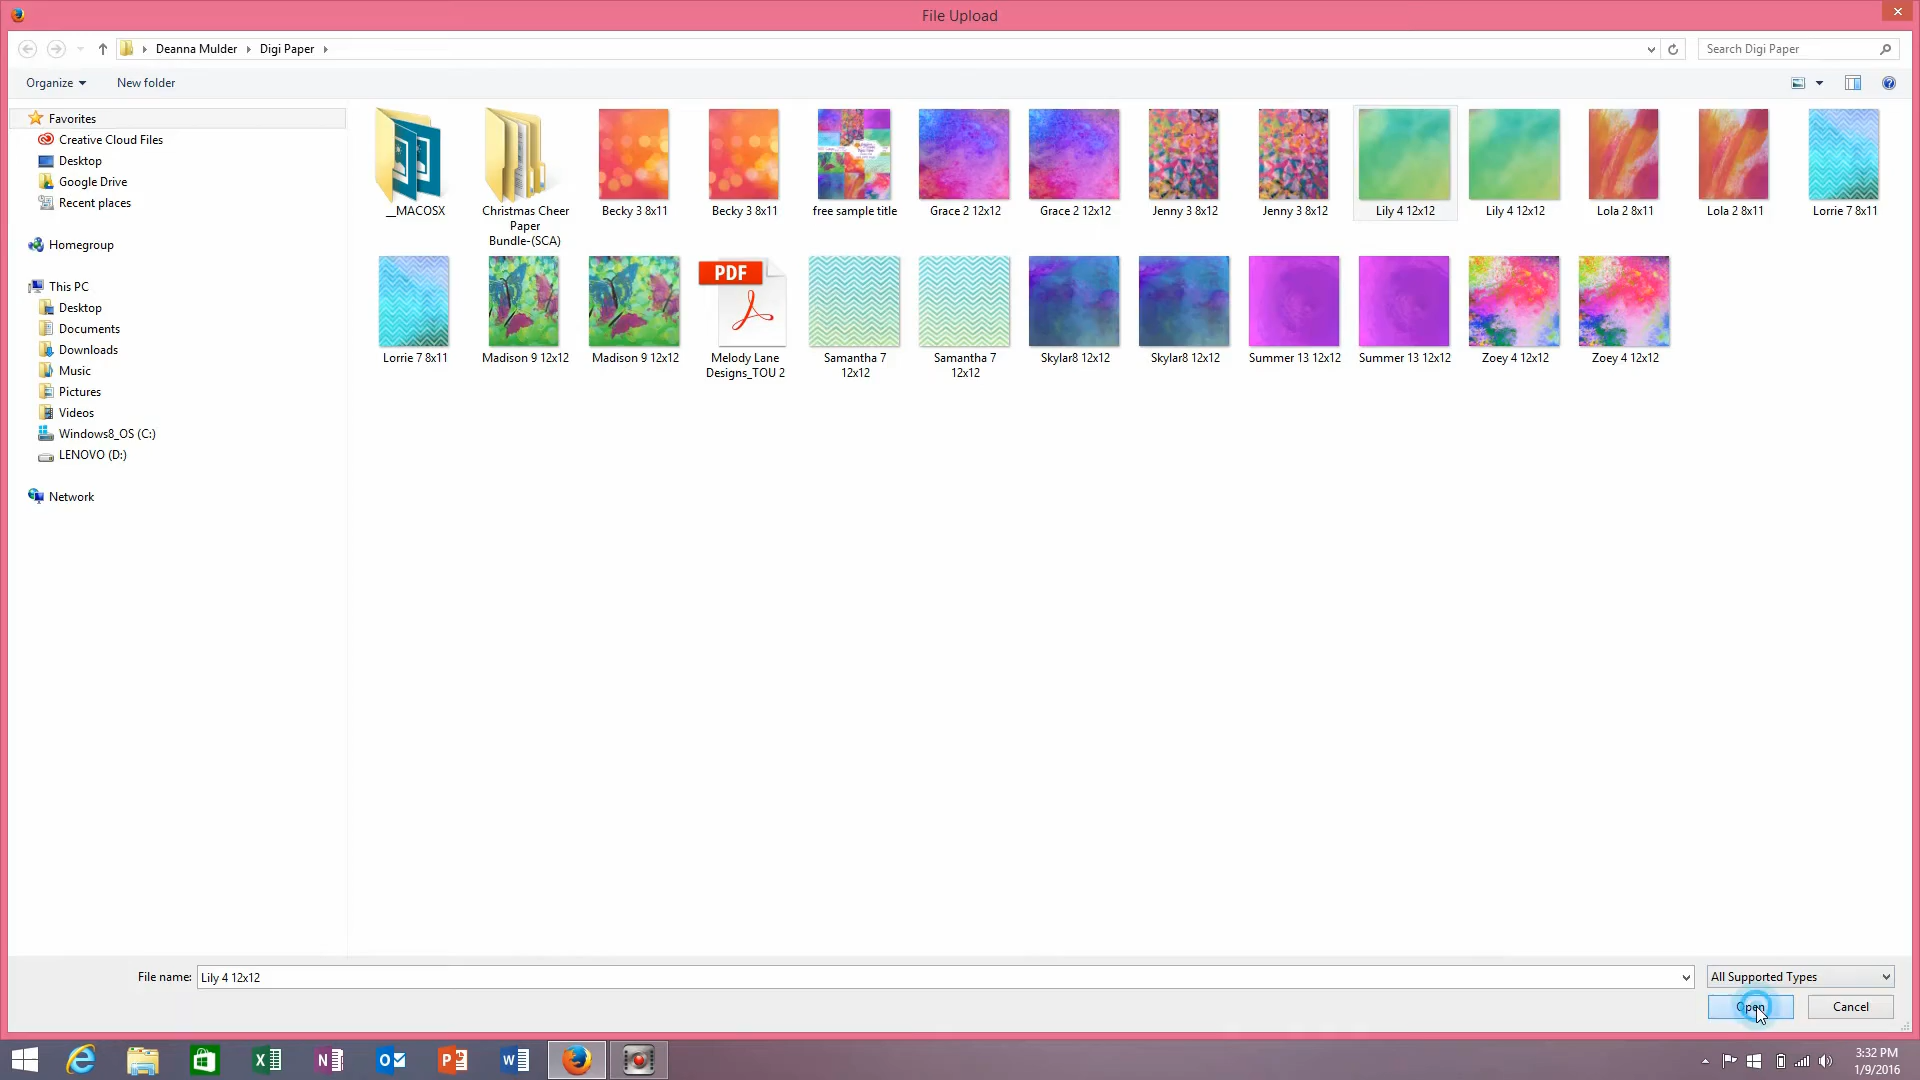 File Upload
Deanna Mulder
Digi Paper
Search Digi Paper
Organize
New folder
Favorites
Creative Cloud Files
Desktop
Google Drive
Recent places
Homegroup
This PC
Desktop
Documents
Downloads
Music
Pictures
Videos
Windows8_OS (C:)
LENOVO (D:)
Network
__MACOSX
Christmas Cheer
Paper
Bundle-(SCA)
Becky 3 8x11
Becky 3 8x11
free sample title
Grace 2 12x12
Grace 2 12x12
Jenny 3 8x12
Jenny 3 8x12
Lily 4 12x12
Lily 4 12x12
Lola 2 8x11
Lola 2 8x11
Lorrie 7 8x11
Lorrie 7 8x11
Madison 9 12x12
Madison 9 12x12
PDF
Melody Lane
Designs_TOU 2
Samantha 7
12x12
Samantha 7
12x12
Skylar8 12x12
Skylar8 12x12
Summer 13 12x12
Summer 13 12x12
Zoey 4 12x12
Zoey 4 12x12
File name:
Lily 4 12x12
All Supported Types
Open
Cancel
3:32 PM
1/9/2016